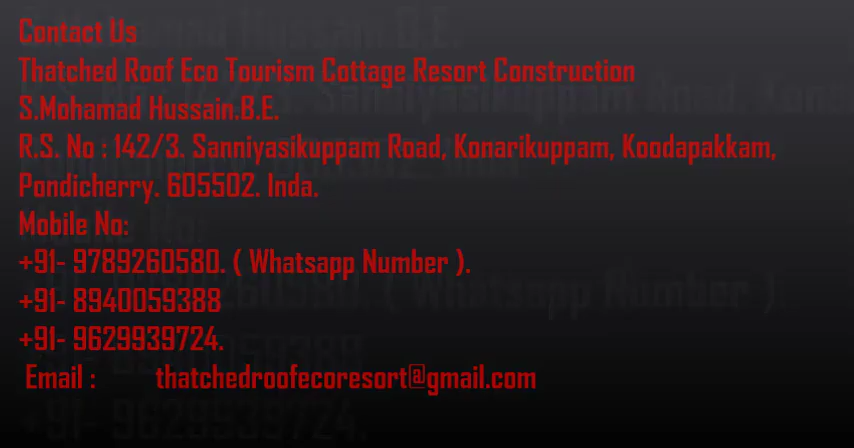 Contact Us
Thatched Roof Eco Tourism Cottage Resort Construction
S.Mohamad Hussain.B.E.
R.S. No : 142/3. Sanniyasikuppam Road, Konarikuppam, Koodapakkam,
Pondicherry. 605502. Inda.
Mobile No:
+91- 9789260580. ( Whatsapp Number ).
+91- 8940059388
+91- 9629939724.
Email : thatchedroofecoresort@gmail.com